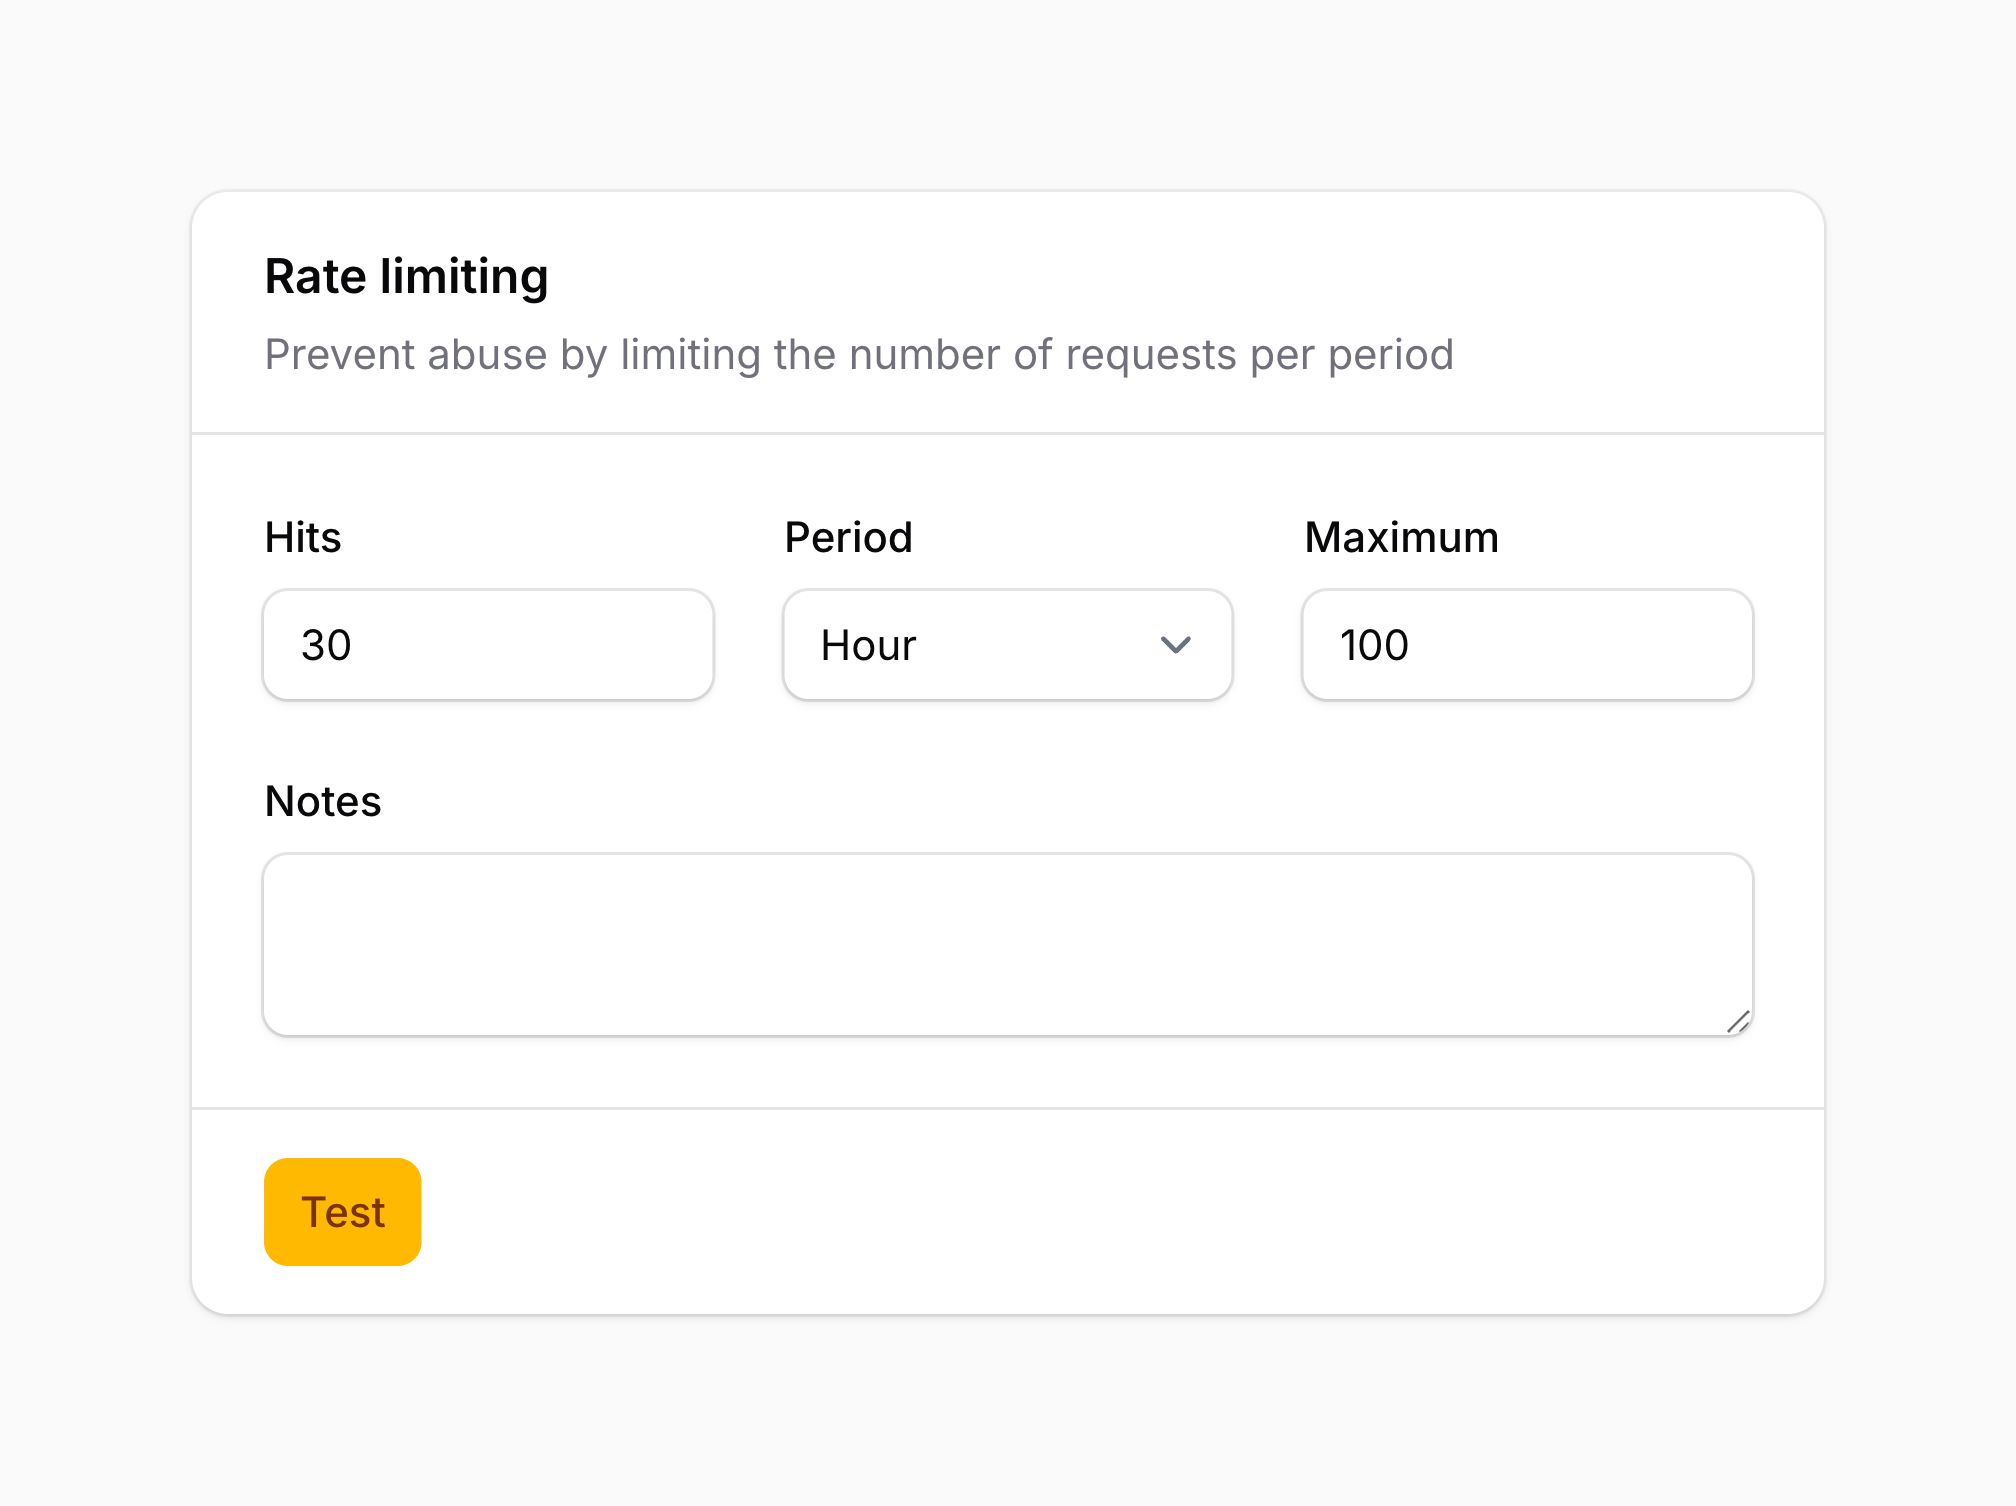 Rate limiting
Prevent abuse by limiting the number of requests per period
Hits
Period
Maximum
30
Hour
100
Notes
Test